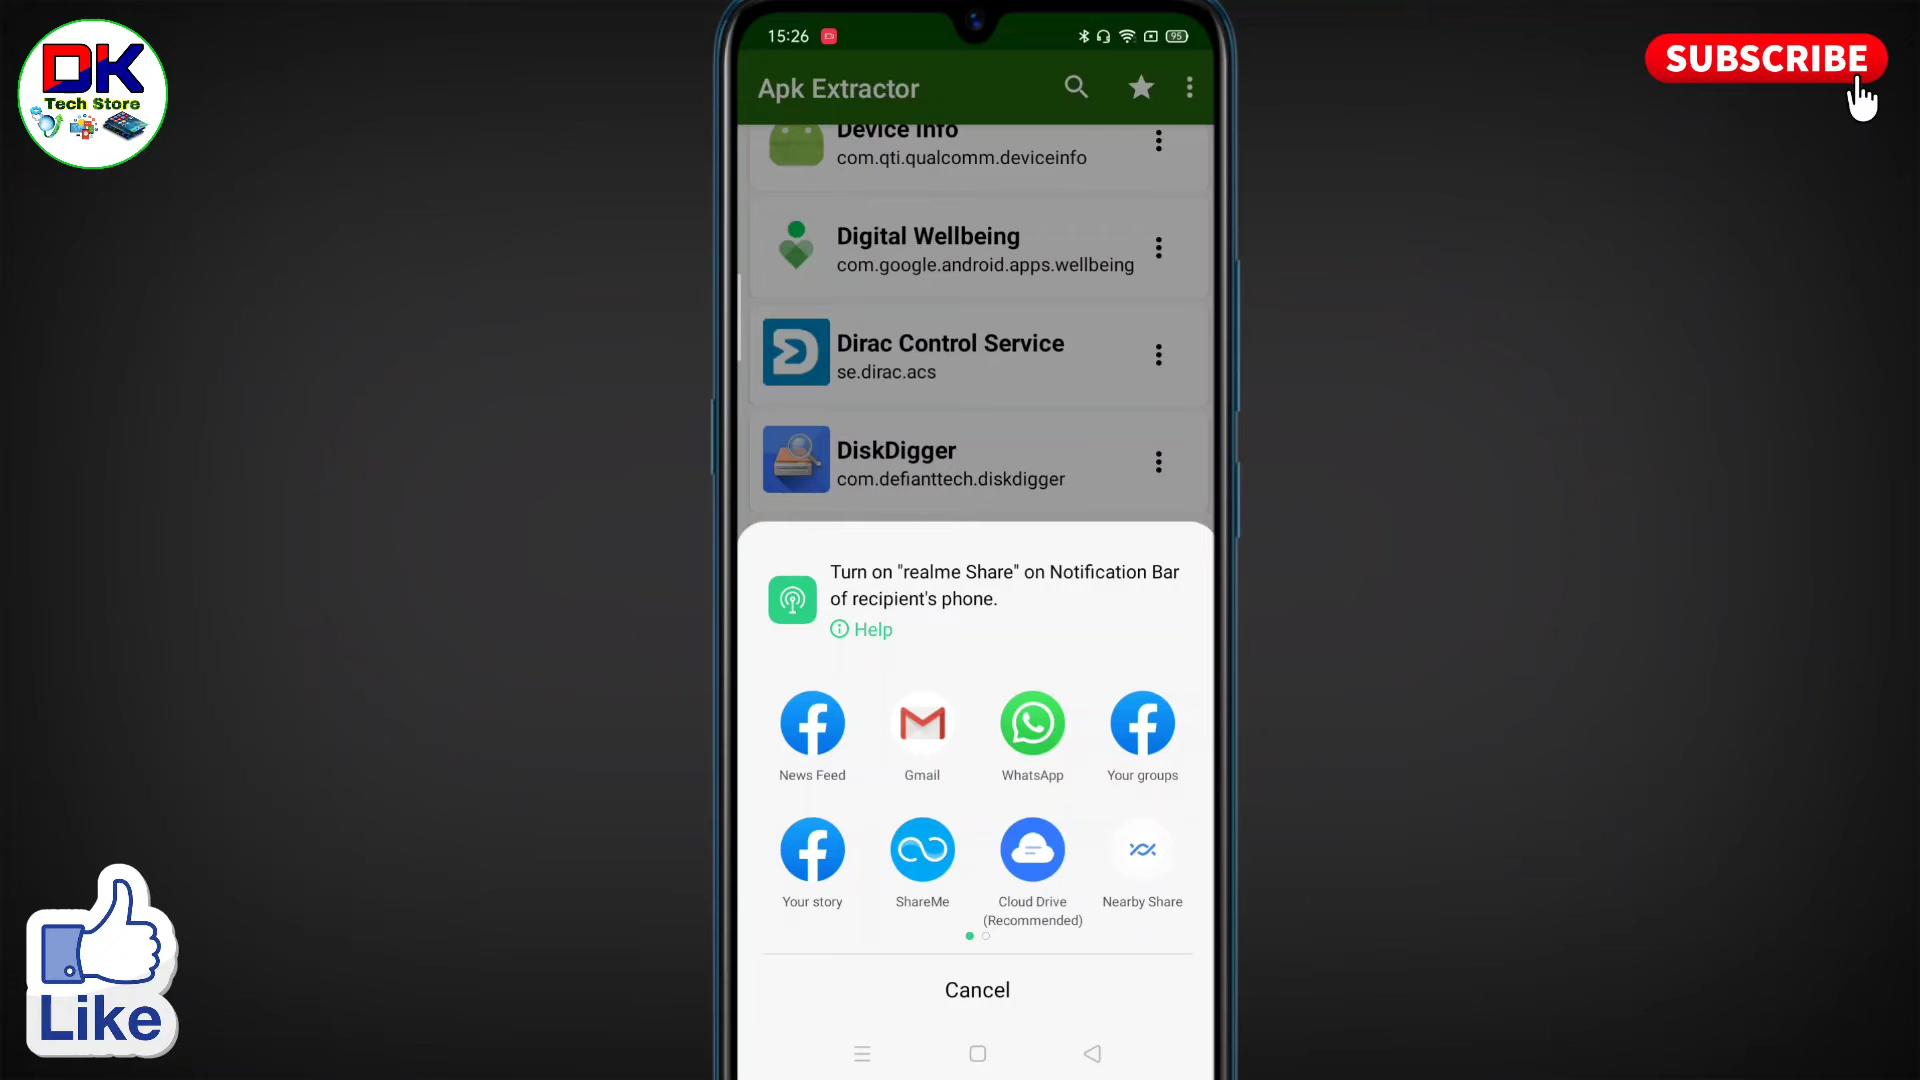 DK
Tech Store
SUBSCRIBE
15:26
95
Apk Extractor
Device Info
com.qti.qualcomm.deviceinfo
Digital Wellbeing
com.google.android.apps.wellbeing
Dirac Control Service
se.dirac.acs
DiskDigger
com.defianttech.diskdigger
Turn on "realme Share" on Notification Bar
of recipient's phone.
Help
News Feed
Gmail
WhatsApp
Your groups
Your story
ShareMe
Cloud Drive
(Recommended)
Nearby Share
Cancel
Like